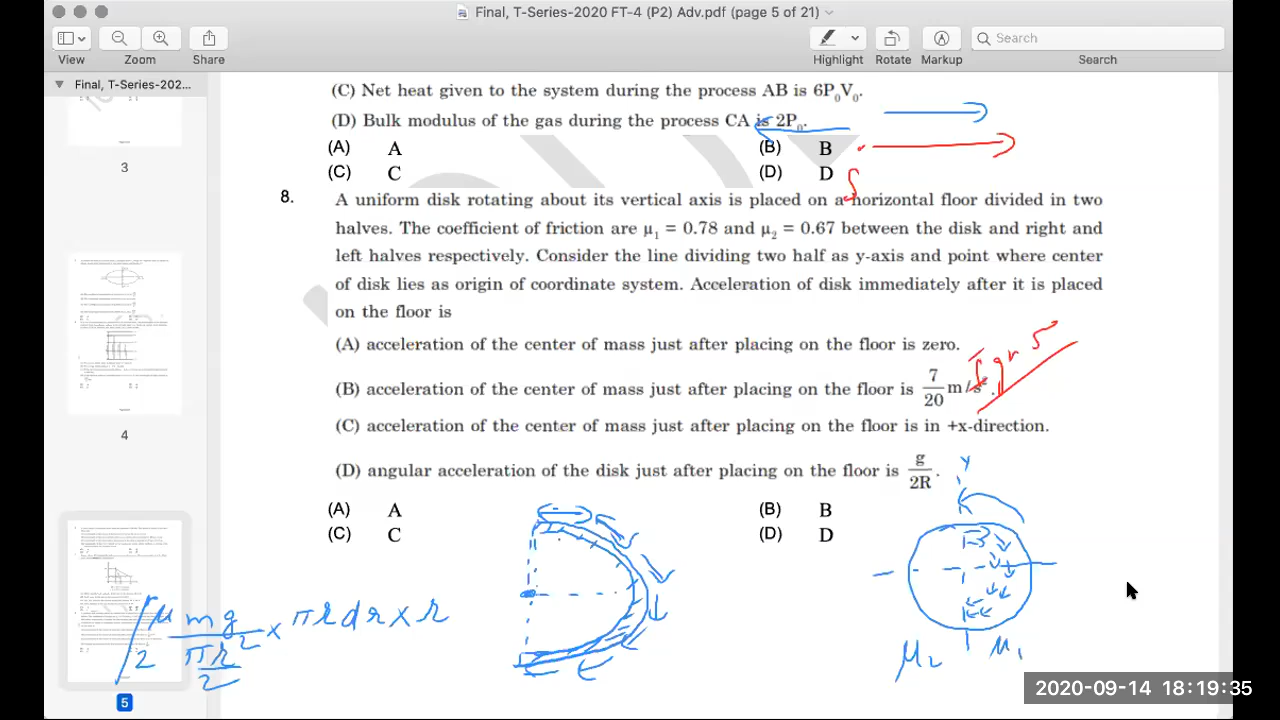 Final, T-Series-2020 FT-4 (P2) Adv.pdf (page 5 of 21)
View
Zoom
Share
Highlight
Rotate
Markup
Search
Search
Final, T-Series-202...
3
4
5
(C) Net heat given to the system during the process AB is 6P₀V₀.
(D) Bulk modulus of the gas during the process CA is 2P₀.
(A) A (B) B
(C) C (D) D
8. A uniform disk rotating about its vertical axis is placed on a horizontal floor divided in two
halves. The coefficient of friction are μ₁ = 0.78 and μ₂ = 0.67 between the disk and right and
left halves respectively. Consider the line dividing two half as y-axis and point where center
of disk lies as origin of coordinate system. Acceleration of disk immediately after it is placed
on the floor is
(A) acceleration of the center of mass just after placing on the floor is zero.
(B) acceleration of the center of mass just after placing on the floor is 7/20 m/s².
(C) acceleration of the center of mass just after placing on the floor is in +x-direction.
(D) angular acceleration of the disk just after placing on the floor is g/2R.
(A) A (B) B
(C) C (D) D
Y
μ₂ μ₁
2020-09-14 18:19:35